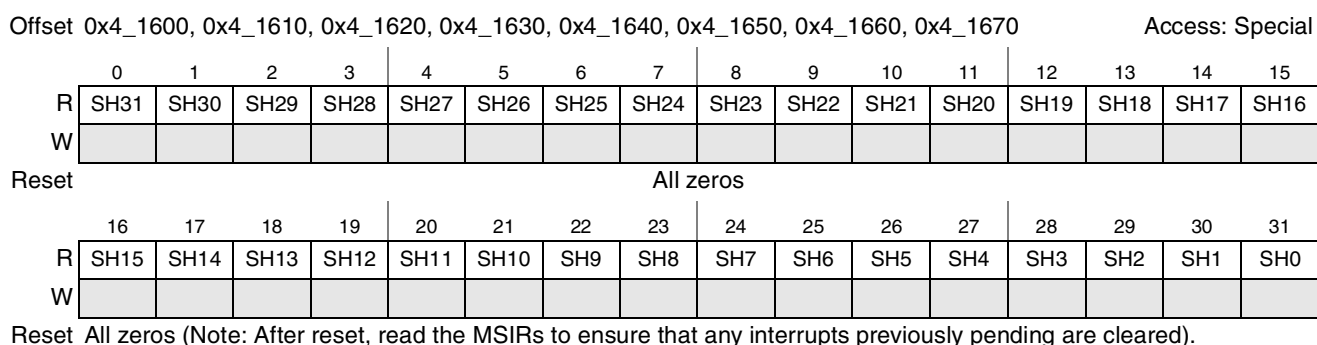 Offset 0x4_1600, 0x4_1610, 0x4_1620, 0x4_1630, 0x4_1640, 0x4_1650, 0x4_1660, 0x4_1670 Access: Special
0 1 2 3 4 5 6 7 8 9 10 11 12 13 14 15
R SH31 SH30 SH29 SH28 SH27 SH26 SH25 SH24 SH23 SH22 SH21 SH20 SH19 SH18 SH17 SH16
W
Reset All zeros
16 17 18 19 20 21 22 23 24 25 26 27 28 29 30 31
R SH15 SH14 SH13 SH12 SH11 SH10 SH9 SH8 SH7 SH6 SH5 SH4 SH3 SH2 SH1 SH0
W
Reset All zeros (Note: After reset, read the MSIRs to ensure that any interrupts previously pending are cleared).